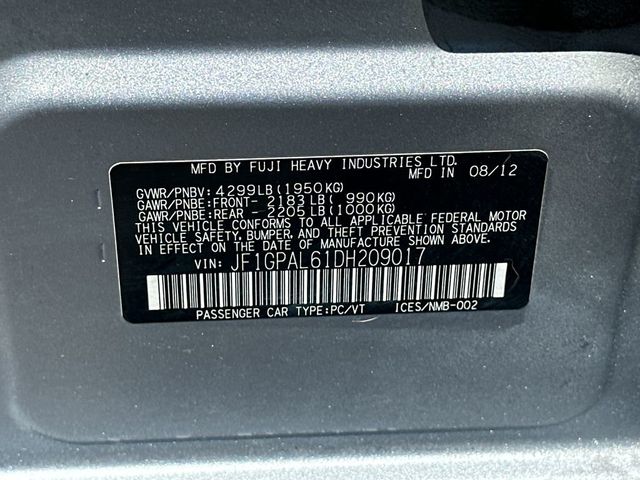 MFD BY FUJI HEAVY INDUSTRIES LTD.
MFD IN 08/12
GVWR/PNBV: 4299LB(1950KG)
GAWR/PNBE:FRONT- 2183LB( 990KG)
GAWR/PNBE:REAR - 2205LB(1000KG)
THIS VEHICLE CONFORMS TO ALL APPLICABLE FEDERAL MOTOR
VEHICLE SAFETY, BUMPER, AND THEFT PREVENTION STANDARDS
IN EFFECT ON THE DATE OF MANUFACTURE SHOWN ABOVE.
VIN: JF1GPAL61DH209017
PASSENGER CAR TYPE:PC/VT ICES/NMB-002